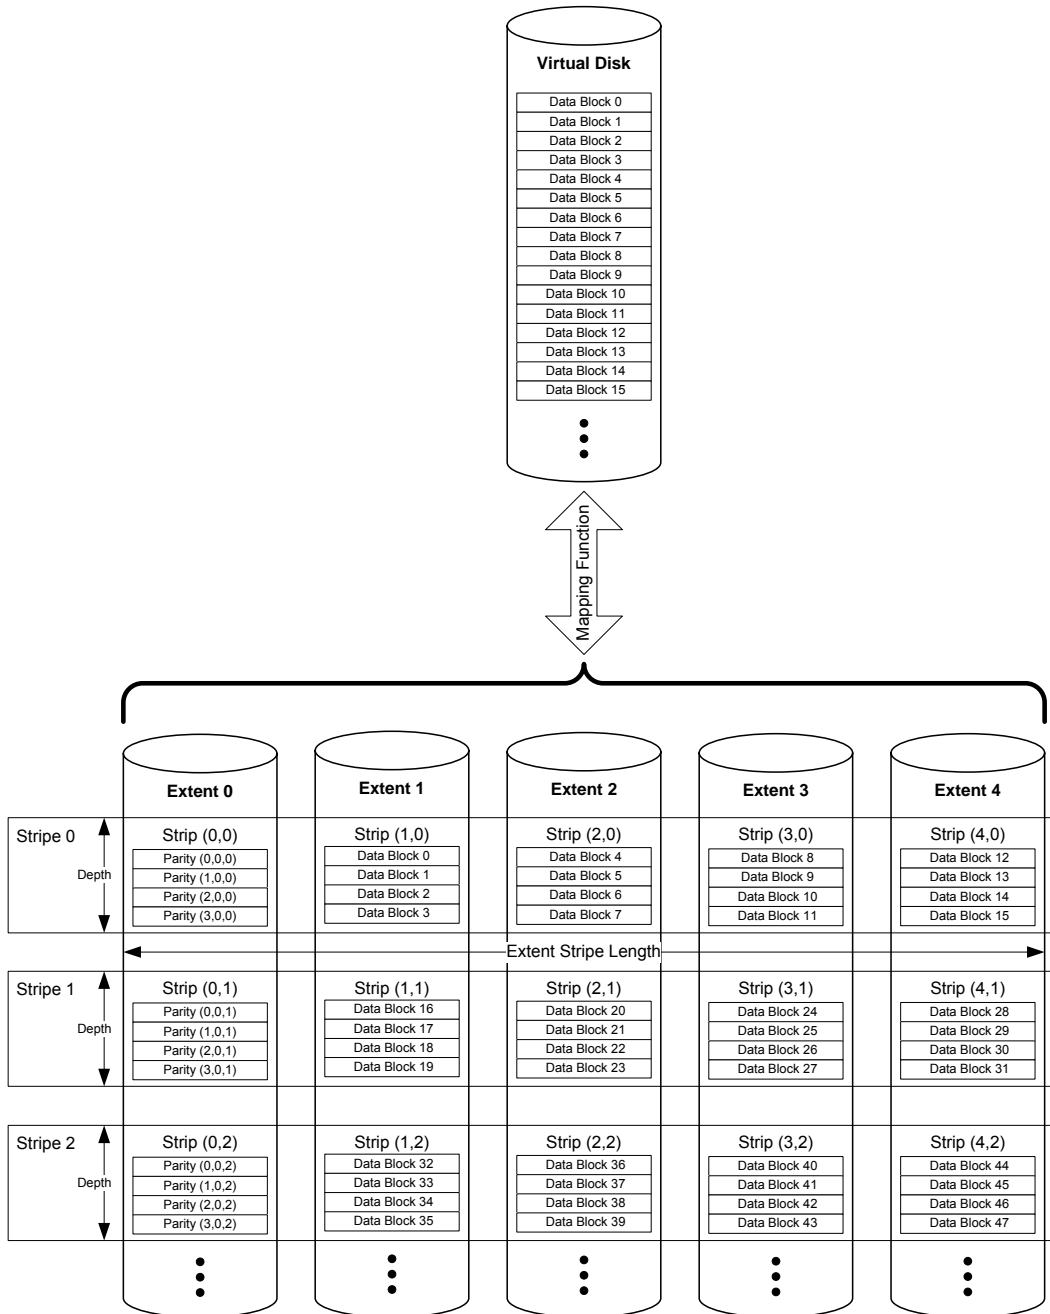 Virtual Disk
Data Block 0
Data Block 1
Data Block 2
Data Block 3
Data Block 4
Data Block 5
Data Block 6
Data Block 7
Data Block 8
Data Block 9
Data Block 10
Data Block 11
Data Block 12
Data Block 13
Data Block 14
Data Block 15
Mapping Function
Extent 0
Extent 1
Extent 2
Extent 3
Extent 4
Stripe 0
Depth
Strip (0,0)
Parity (0,0,0)
Parity (1,0,0)
Parity (2,0,0)
Parity (3,0,0)
Strip (1,0)
Data Block 0
Data Block 1
Data Block 2
Data Block 3
Strip (2,0)
Data Block 4
Data Block 5
Data Block 6
Data Block 7
Strip (3,0)
Data Block 8
Data Block 9
Data Block 10
Data Block 11
Strip (4,0)
Data Block 12
Data Block 13
Data Block 14
Data Block 15
Extent Stripe Length
Stripe 1
Depth
Strip (0,1)
Parity (0,0,1)
Parity (1,0,1)
Parity (2,0,1)
Parity (3,0,1)
Strip (1,1)
Data Block 16
Data Block 17
Data Block 18
Data Block 19
Strip (2,1)
Data Block 20
Data Block 21
Data Block 22
Data Block 23
Strip (3,1)
Data Block 24
Data Block 25
Data Block 26
Data Block 27
Strip (4,1)
Data Block 28
Data Block 29
Data Block 30
Data Block 31
Stripe 2
Depth
Strip (0,2)
Parity (0,0,2)
Parity (1,0,2)
Parity (2,0,2)
Parity (3,0,2)
Strip (1,2)
Data Block 32
Data Block 33
Data Block 34
Data Block 35
Strip (2,2)
Data Block 36
Data Block 37
Data Block 38
Data Block 39
Strip (3,2)
Data Block 40
Data Block 41
Data Block 42
Data Block 43
Strip (4,2)
Data Block 44
Data Block 45
Data Block 46
Data Block 47